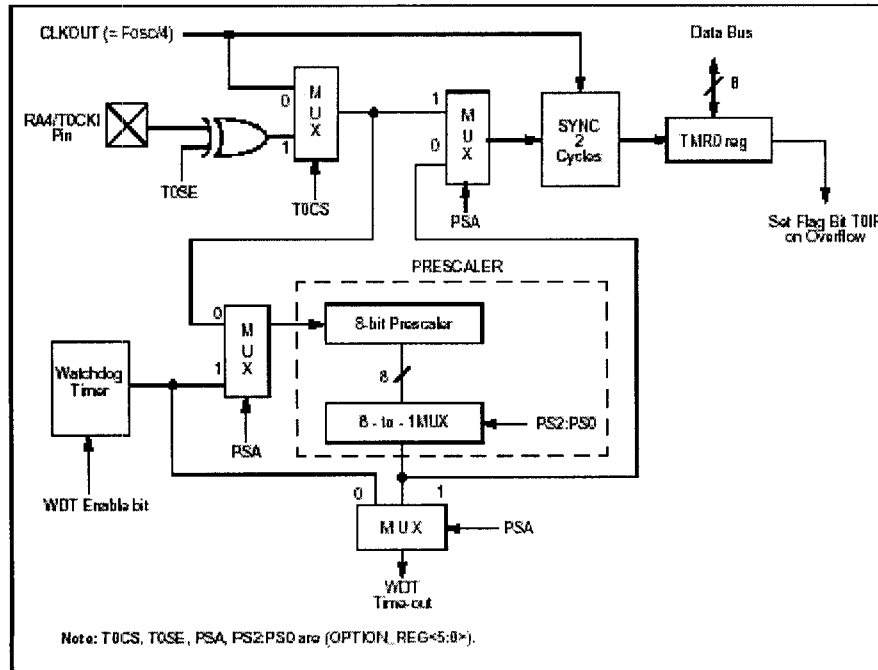 CLKOUT (= Fosc/4)
Data Bus
8
RA4/T0CKI
Pin
T0SE
0
1
MUX
T0CS
1
0
MUX
PSA
SYNC
2
Cycles
TMR0 reg
Set Flag Bit T0IF
on Overflow
PRESCALER
0
1
MUX
PSA
8-bit Prescaler
8
8 - to - 1MUX
PS2:PS0
Watchdog
Timer
WDT Enable bit
0
1
MUX
PSA
WDT
Time-out
Note: T0CS, T0SE, PSA, PS2:PS0 are (OPTION_REG<5:0>).